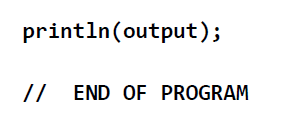 println(output);
//  END OF PROGRAM